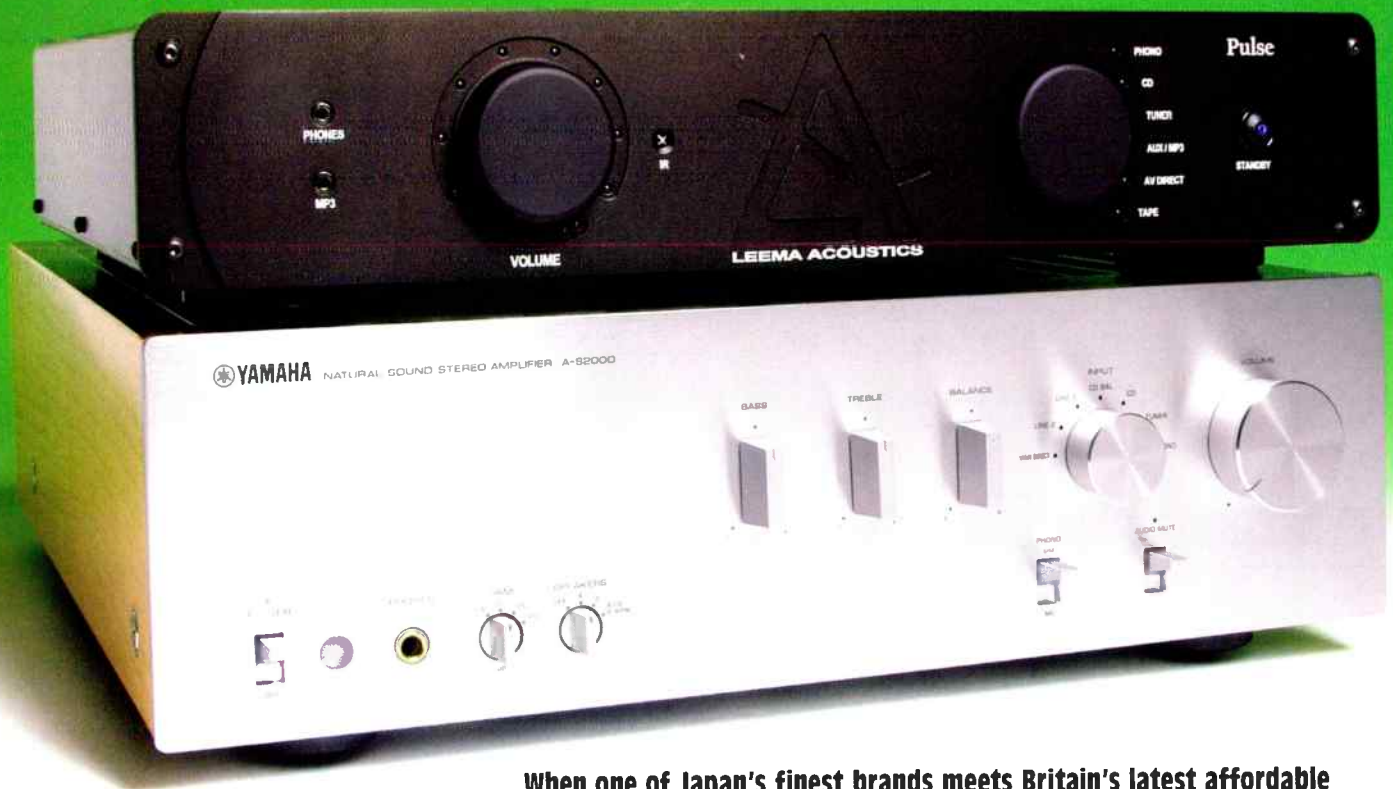 PHONES
MP3
VOLUME
IR
LEEMA ACOUSTICS
PHONO
CD
TUNER
AUX / MP3
AV DIRECT
TAPE
Pulse
STANDBY
YAMAHA NATURAL SOUND STEREO AMPLIFIER A-S2000
BASS
TREBLE
BALANCE
INPUT
CD BAL
CD
TUNER
LINE 2
VOLUME
PHONO
AUDIO MUTE
When one of Japan's finest brands meets Britain's latest affordable